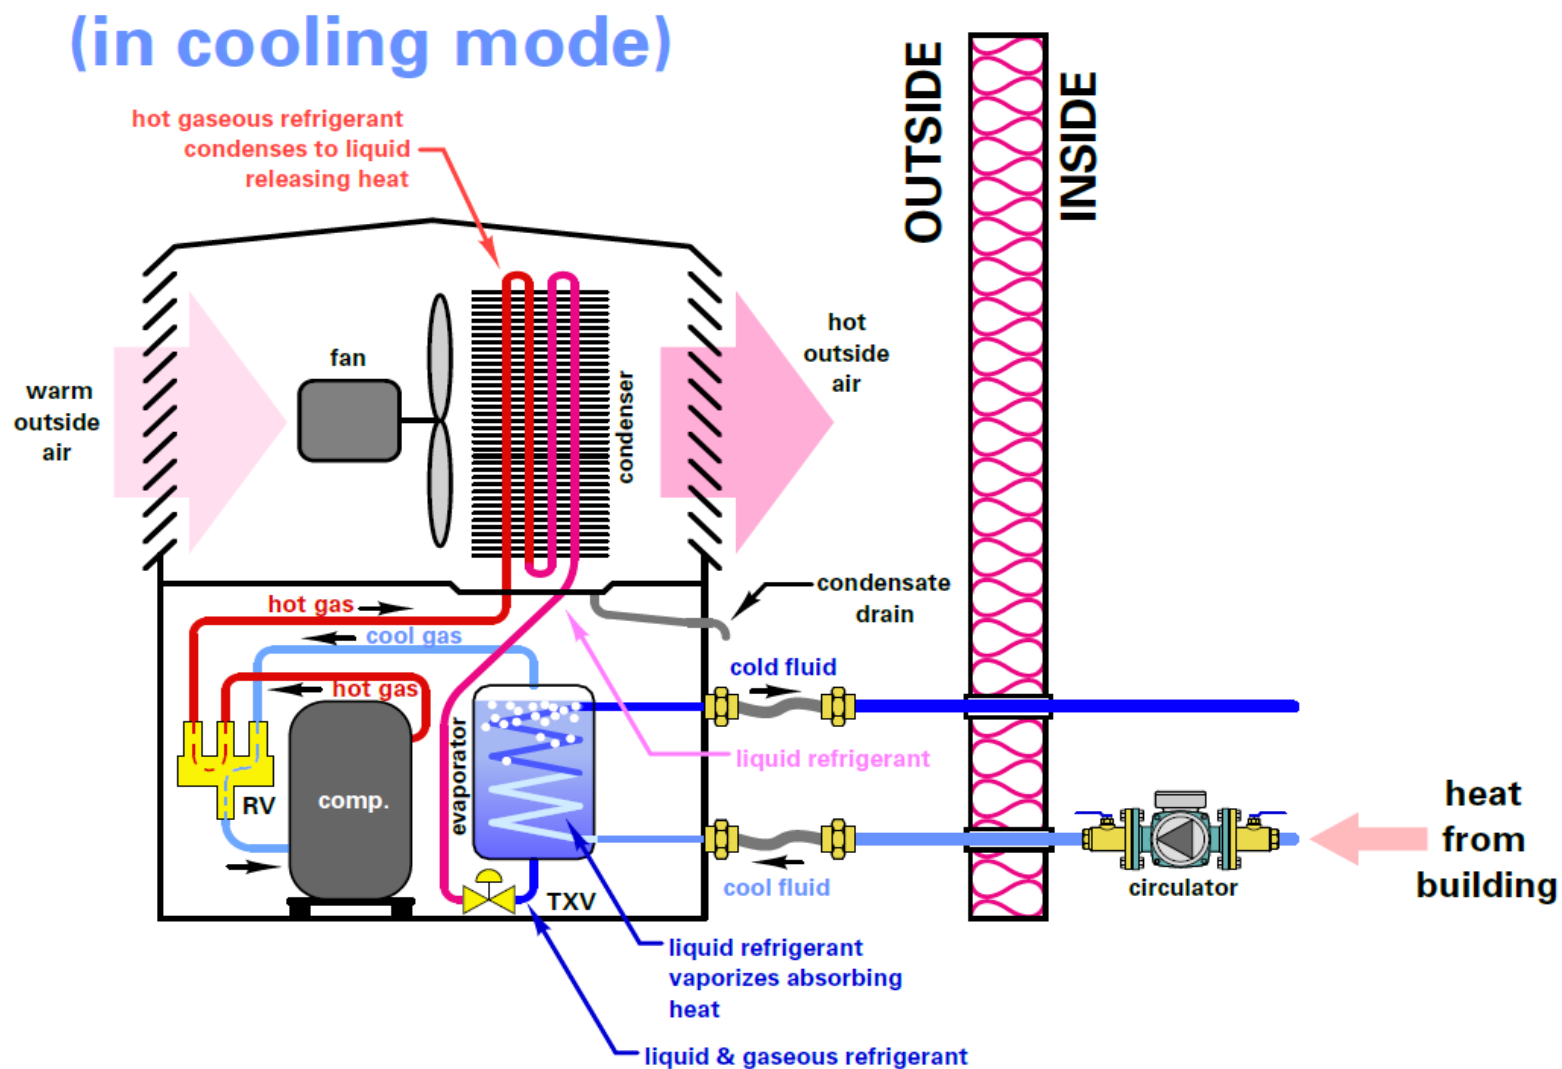 (in cooling mode)
hot gaseous refrigerant
condenses to liquid
releasing heat
OUTSIDE
INSIDE
warm
outside
air
fan
condenser
hot
outside
air
condensate
drain
hot gas
cool gas
hot gas
cold fluid
liquid refrigerant
evaporator
comp.
RV
TXV
cool fluid
circulator
heat
from
building
liquid refrigerant
vaporizes absorbing
heat
liquid & gaseous refrigerant